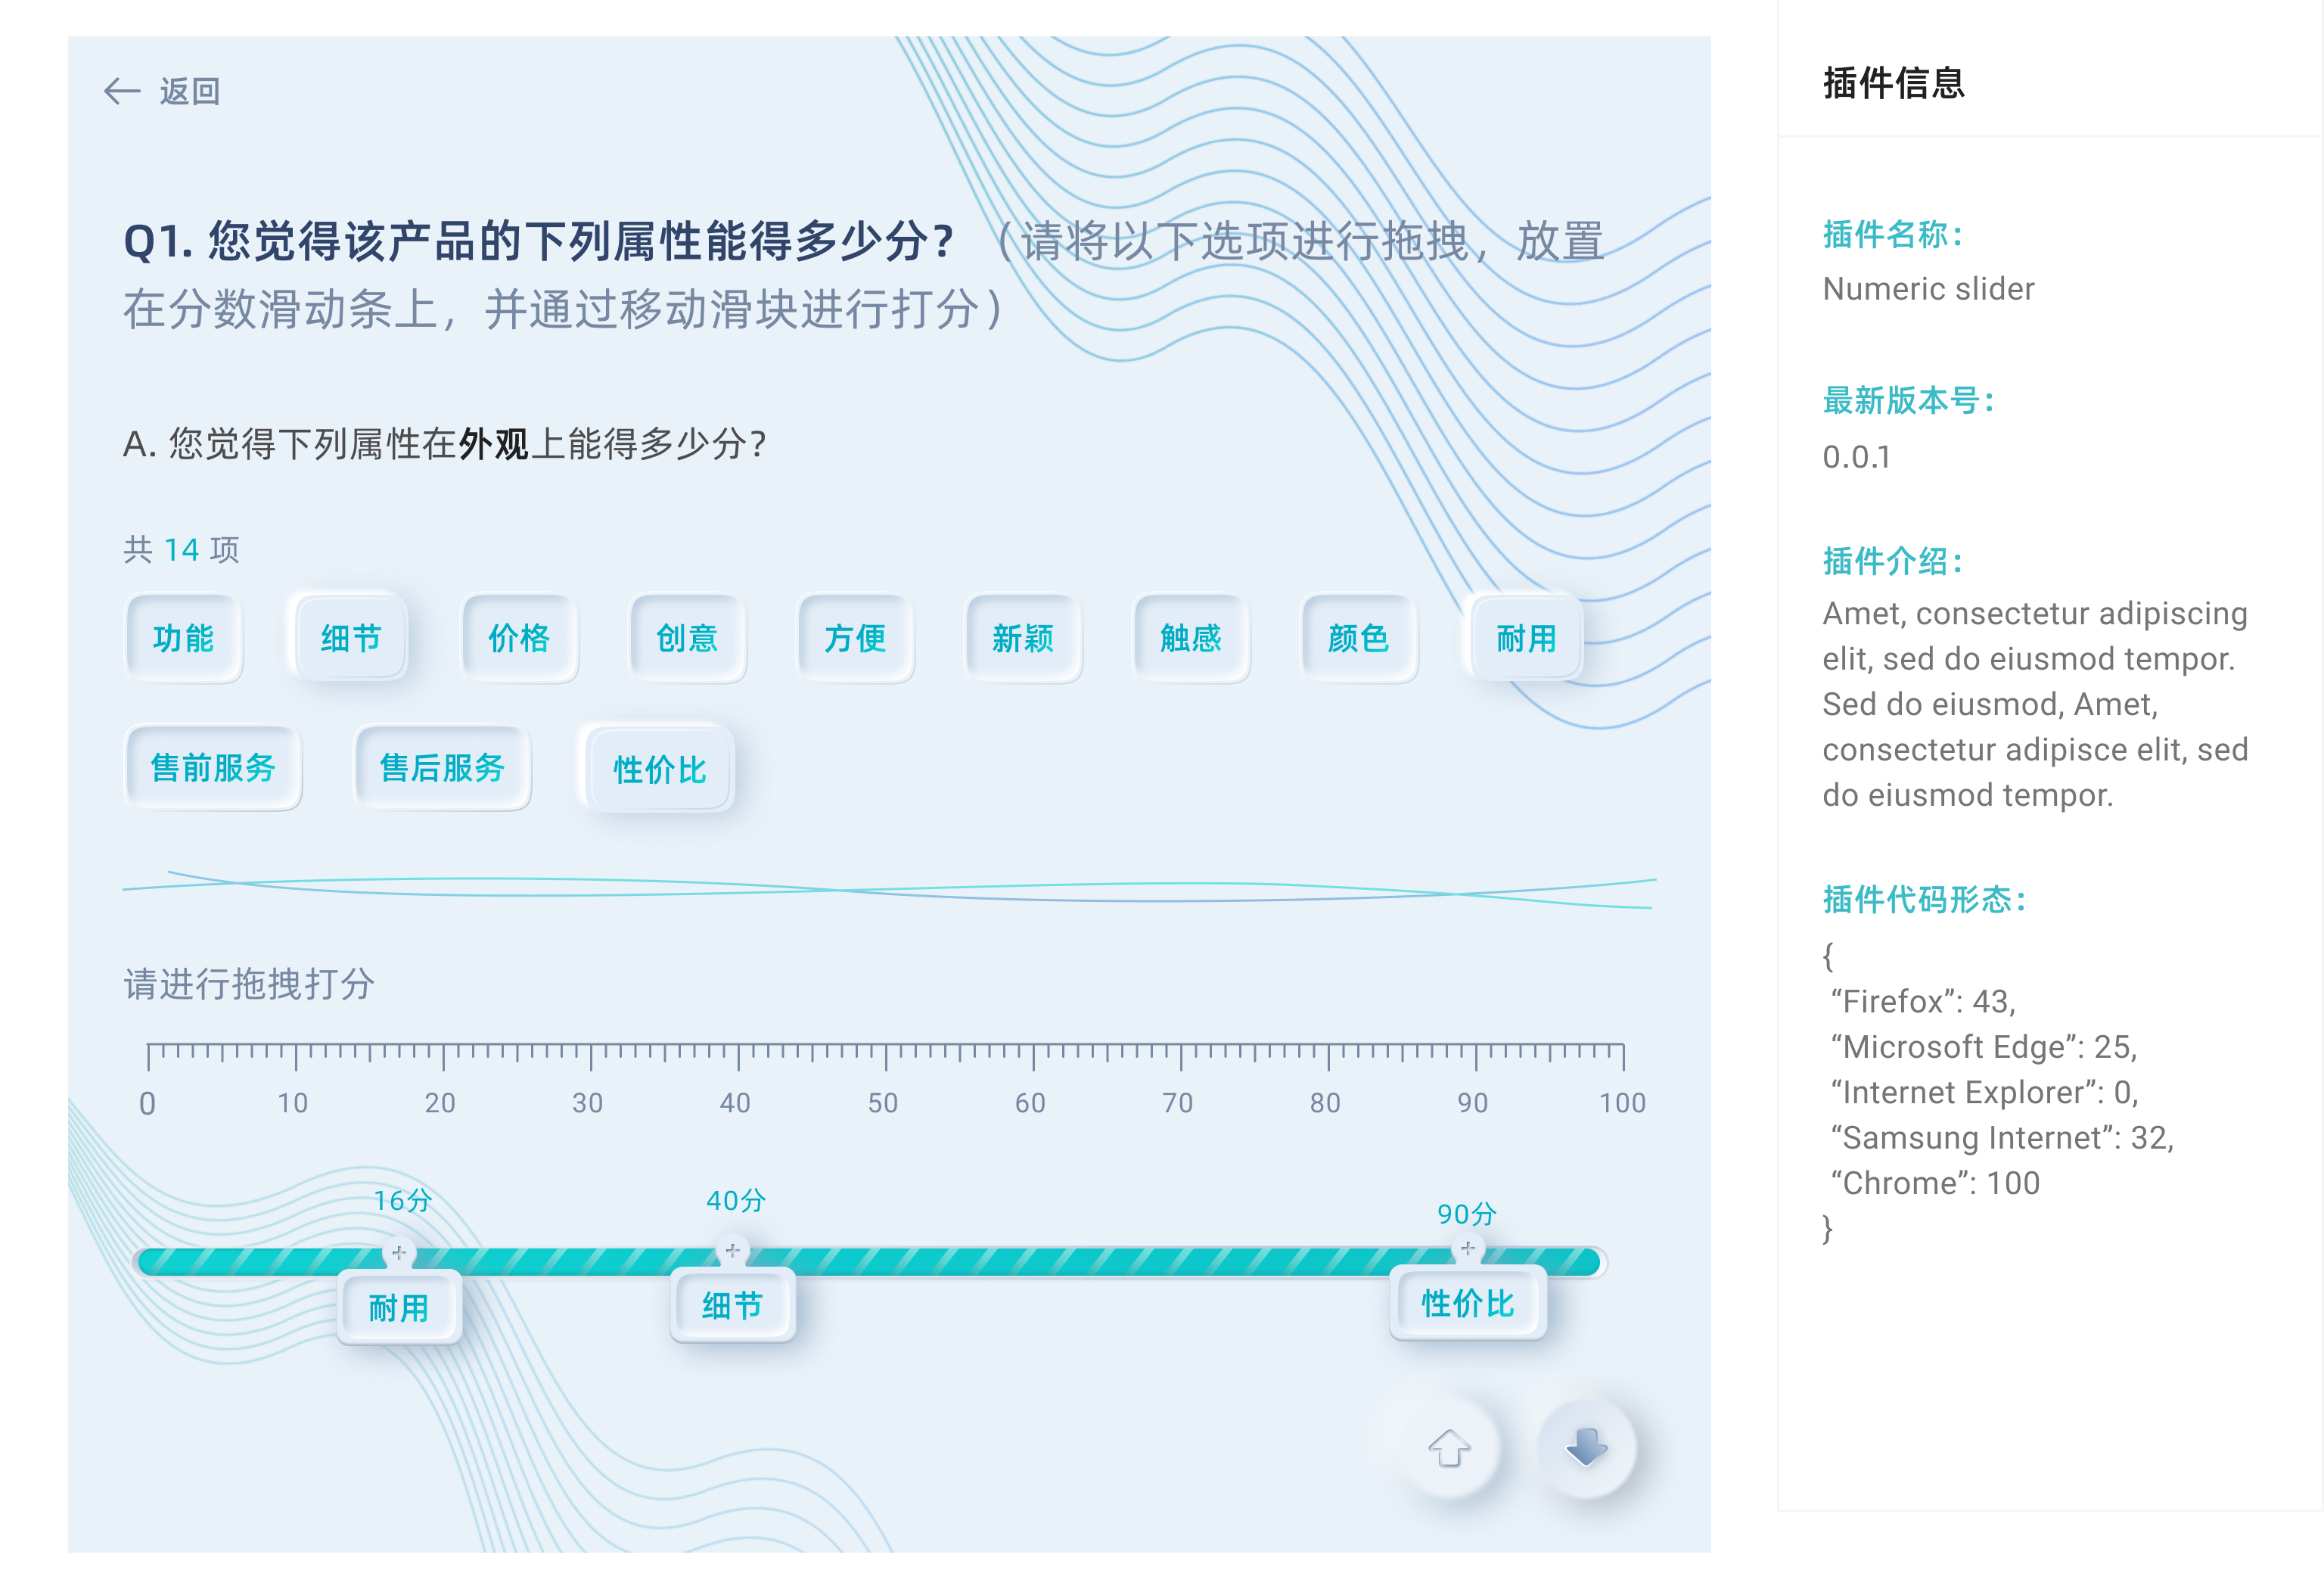 返回
Q1. 您觉得该产品的下列属性能得多少分？（请将以下选项进行拖拽，放置
在分数滑动条上，并通过移动滑块进行打分）
A. 您觉得下列属性在外观上能得多少分？
共 14 项
功能 细节 价格 创意 方便 新颖 触感 颜色 耐用
售前服务 售后服务 性价比
请进行拖拽打分
0 10 20 30 40 50 60 70 80 90 100
16分 40分 90分
耐用 细节 性价比
插件信息
插件名称：
Numeric slider
最新版本号：
0.0.1
插件介绍：
Amet, consectetur adipiscing
elit, sed do eiusmod tempor.
Sed do eiusmod, Amet,
consectetur adipisce elit, sed
do eiusmod tempor.
插件代码形态：
{
“Firefox”: 43,
“Microsoft Edge”: 25,
“Internet Explorer”: 0,
“Samsung Internet”: 32,
“Chrome”: 100
}